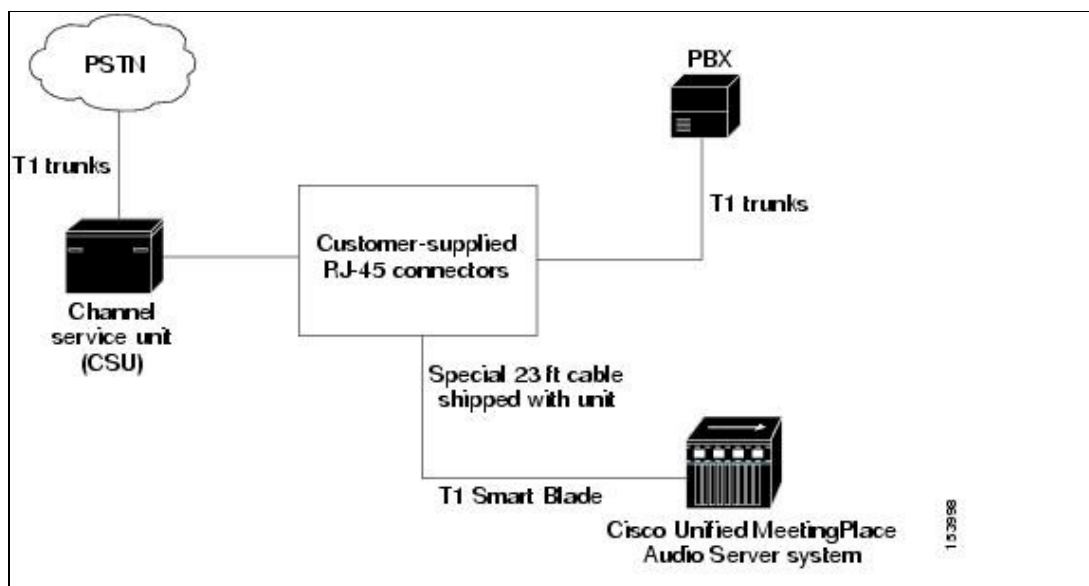 PSTN
PBX
T1 trunks
T1 trunks
Customer-supplied
RJ-45 connectors
Channel
service unit
(CSU)
Special 23 ft cable
shipped with unit
T1 Smart Blade
Cisco Unified MeetingPlace
Audio Server system
153998